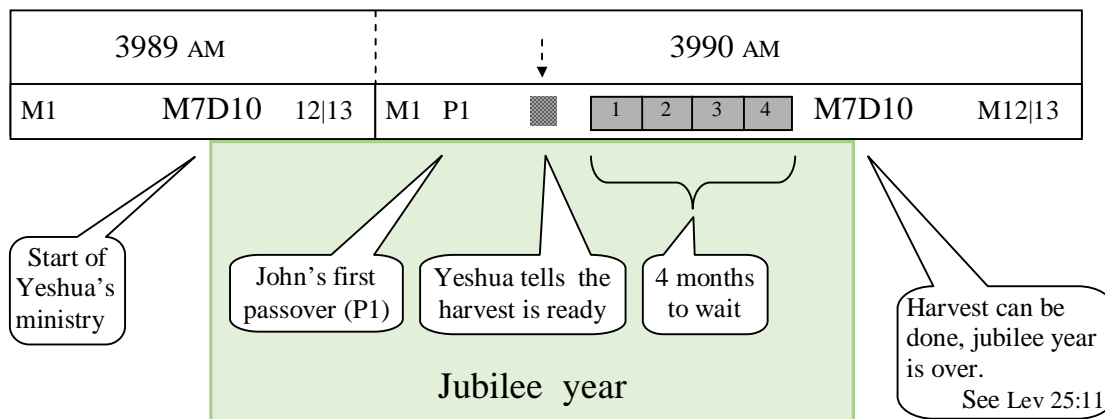 3989 AM 3990 AM
M1 M7D10 12|13 M1 P1 1 2 3 4 M7D10 M12|13
Start of
Yeshua's
ministry
John's first
passover (P1)
Yeshua tells the
harvest is ready
4 months
to wait
Harvest can be
done, jubilee year
is over.
See Lev 25:11
Jubilee year